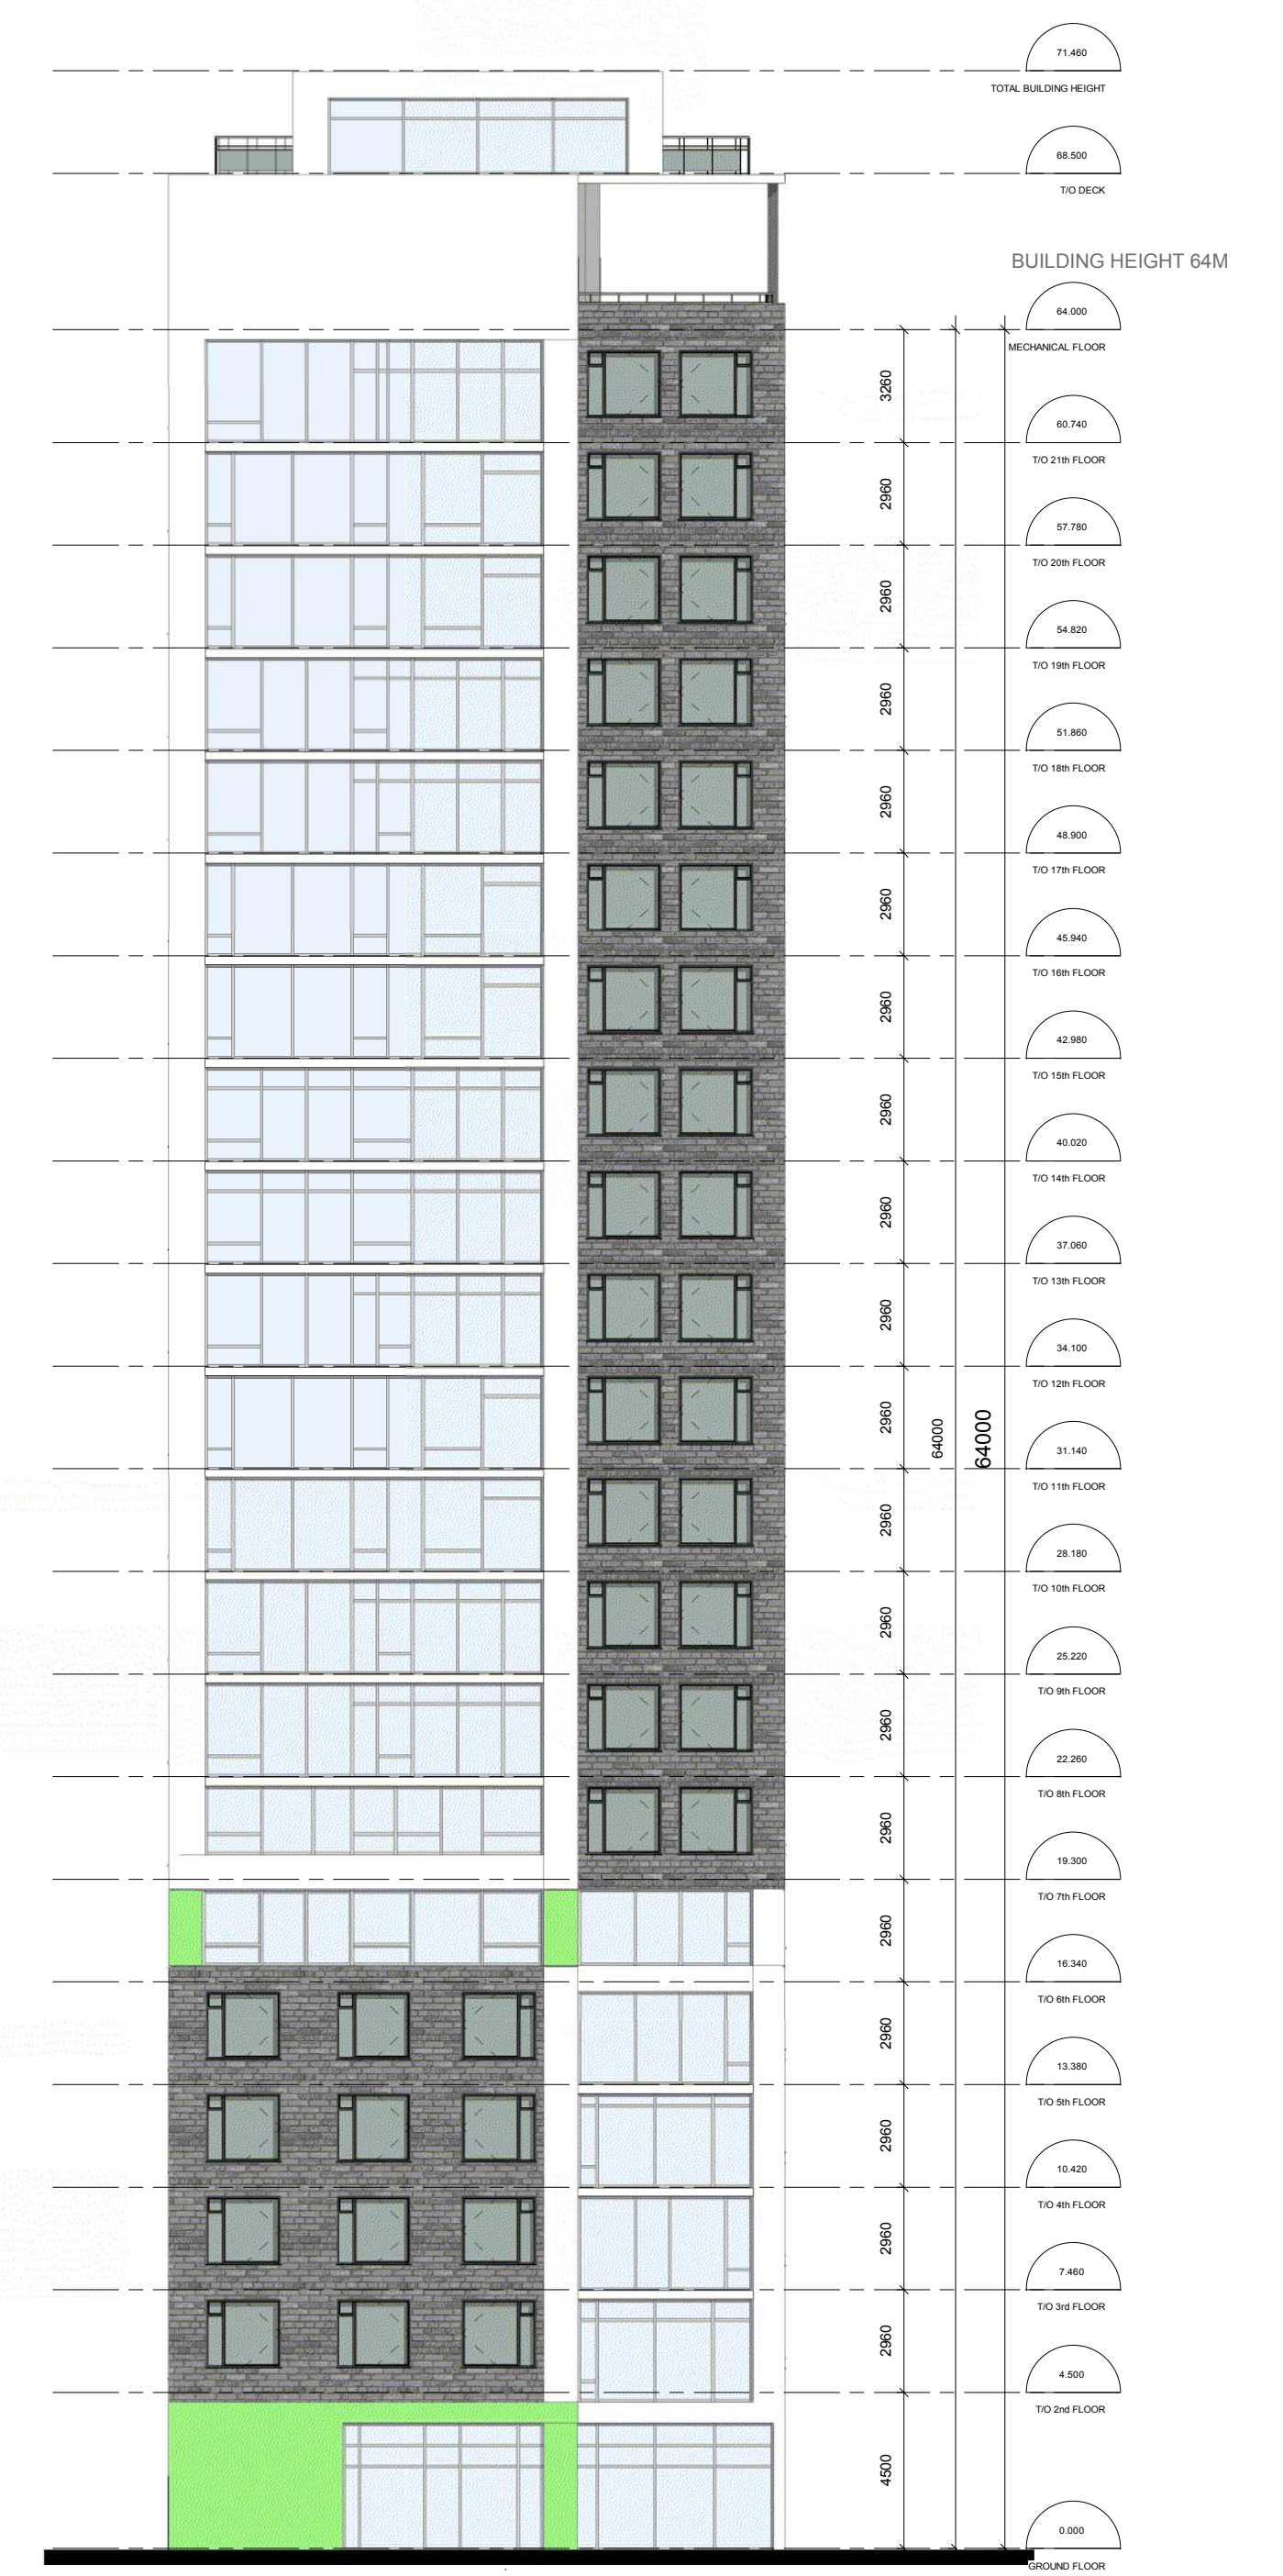 71.460
TOTAL BUILDING HEIGHT
68.500
T/O DECK
BUILDING HEIGHT 64M
64.000
MECHANICAL FLOOR
3260
60.740
T/O 21th FLOOR
2960
57.780
T/O 20th FLOOR
2960
54.820
T/O 19th FLOOR
2960
51.860
T/O 18th FLOOR
2960
48.900
T/O 17th FLOOR
2960
45.940
T/O 16th FLOOR
2960
42.980
T/O 15th FLOOR
2960
40.020
T/O 14th FLOOR
2960
37.060
T/O 13th FLOOR
2960
34.100
T/O 12th FLOOR
2960
64000
64000
31.140
T/O 11th FLOOR
2960
28.180
T/O 10th FLOOR
2960
25.220
T/O 9th FLOOR
2960
22.260
T/O 8th FLOOR
2960
19.300
T/O 7th FLOOR
2960
16.340
T/O 6th FLOOR
2960
13.380
T/O 5th FLOOR
2960
10.420
T/O 4th FLOOR
2960
7.460
T/O 3rd FLOOR
2960
4.500
T/O 2nd FLOOR
4500
0.000
GROUND FLOOR